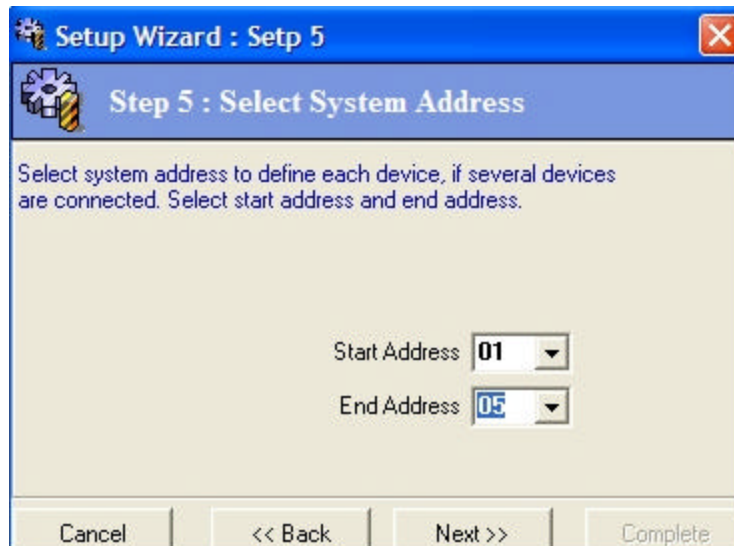 Setup Wizard : Setp 5
Step 5 : Select System Address
Select system address to define each device, if several devices
are connected. Select start address and end address.
Start Address 01
End Address 05
Cancel << Back Next >> Complete